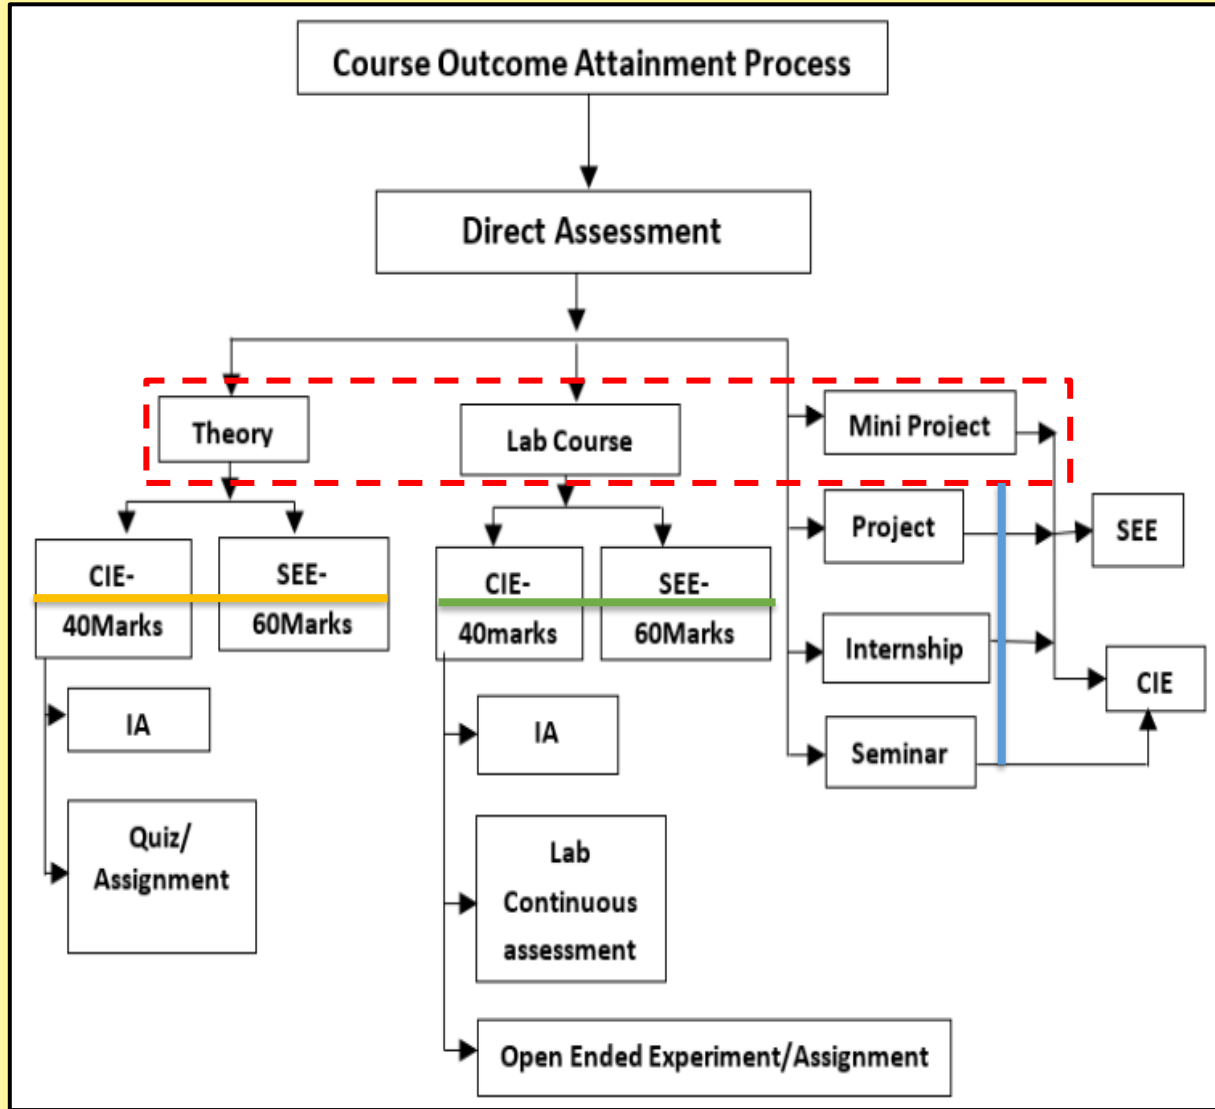 Course Outcome Attainment Process
Direct Assessment
Theory
Lab Course
Mini Project
Project
Internship
Seminar
SEE
CIE
CIE-
40Marks
SEE-
60Marks
CIE-
40marks
SEE-
60Marks
IA
Quiz/
Assignment
IA
Lab
Continuous
assessment
Open Ended Experiment/Assignment